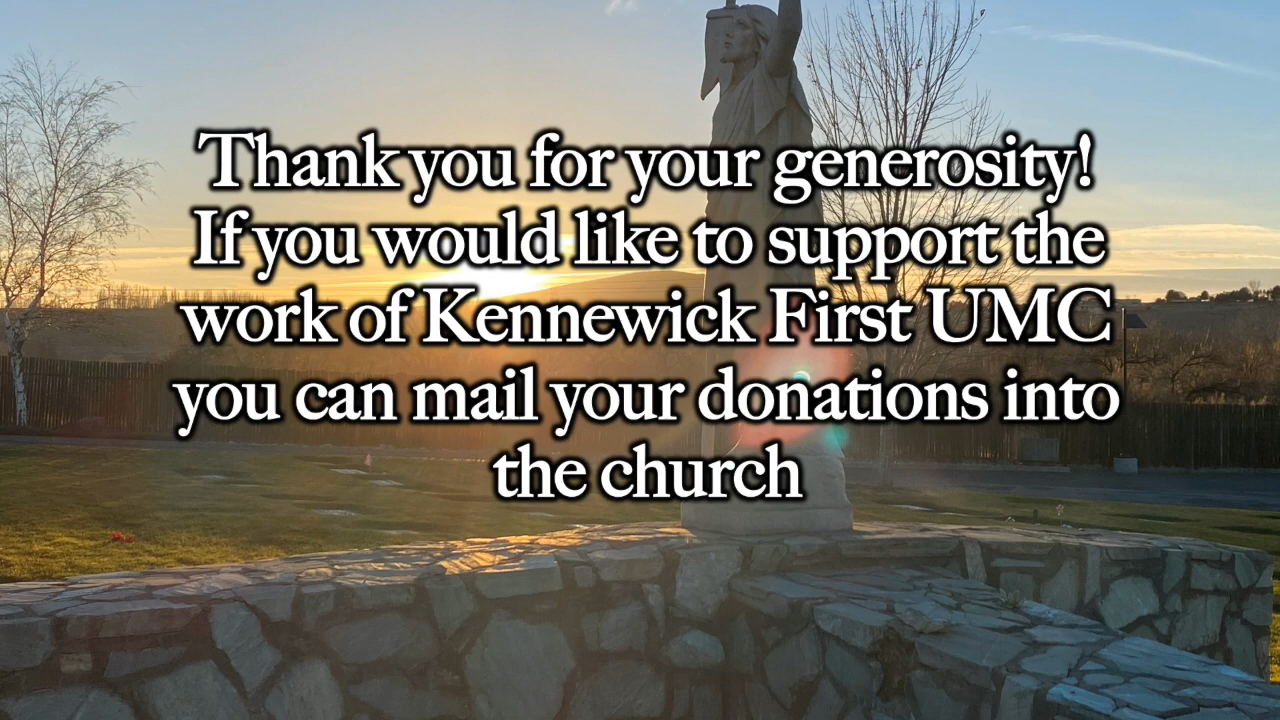 Thank you for your generosity!
If you would like to support the
work of Kennewick First UMC
you can mail your donations into
the church